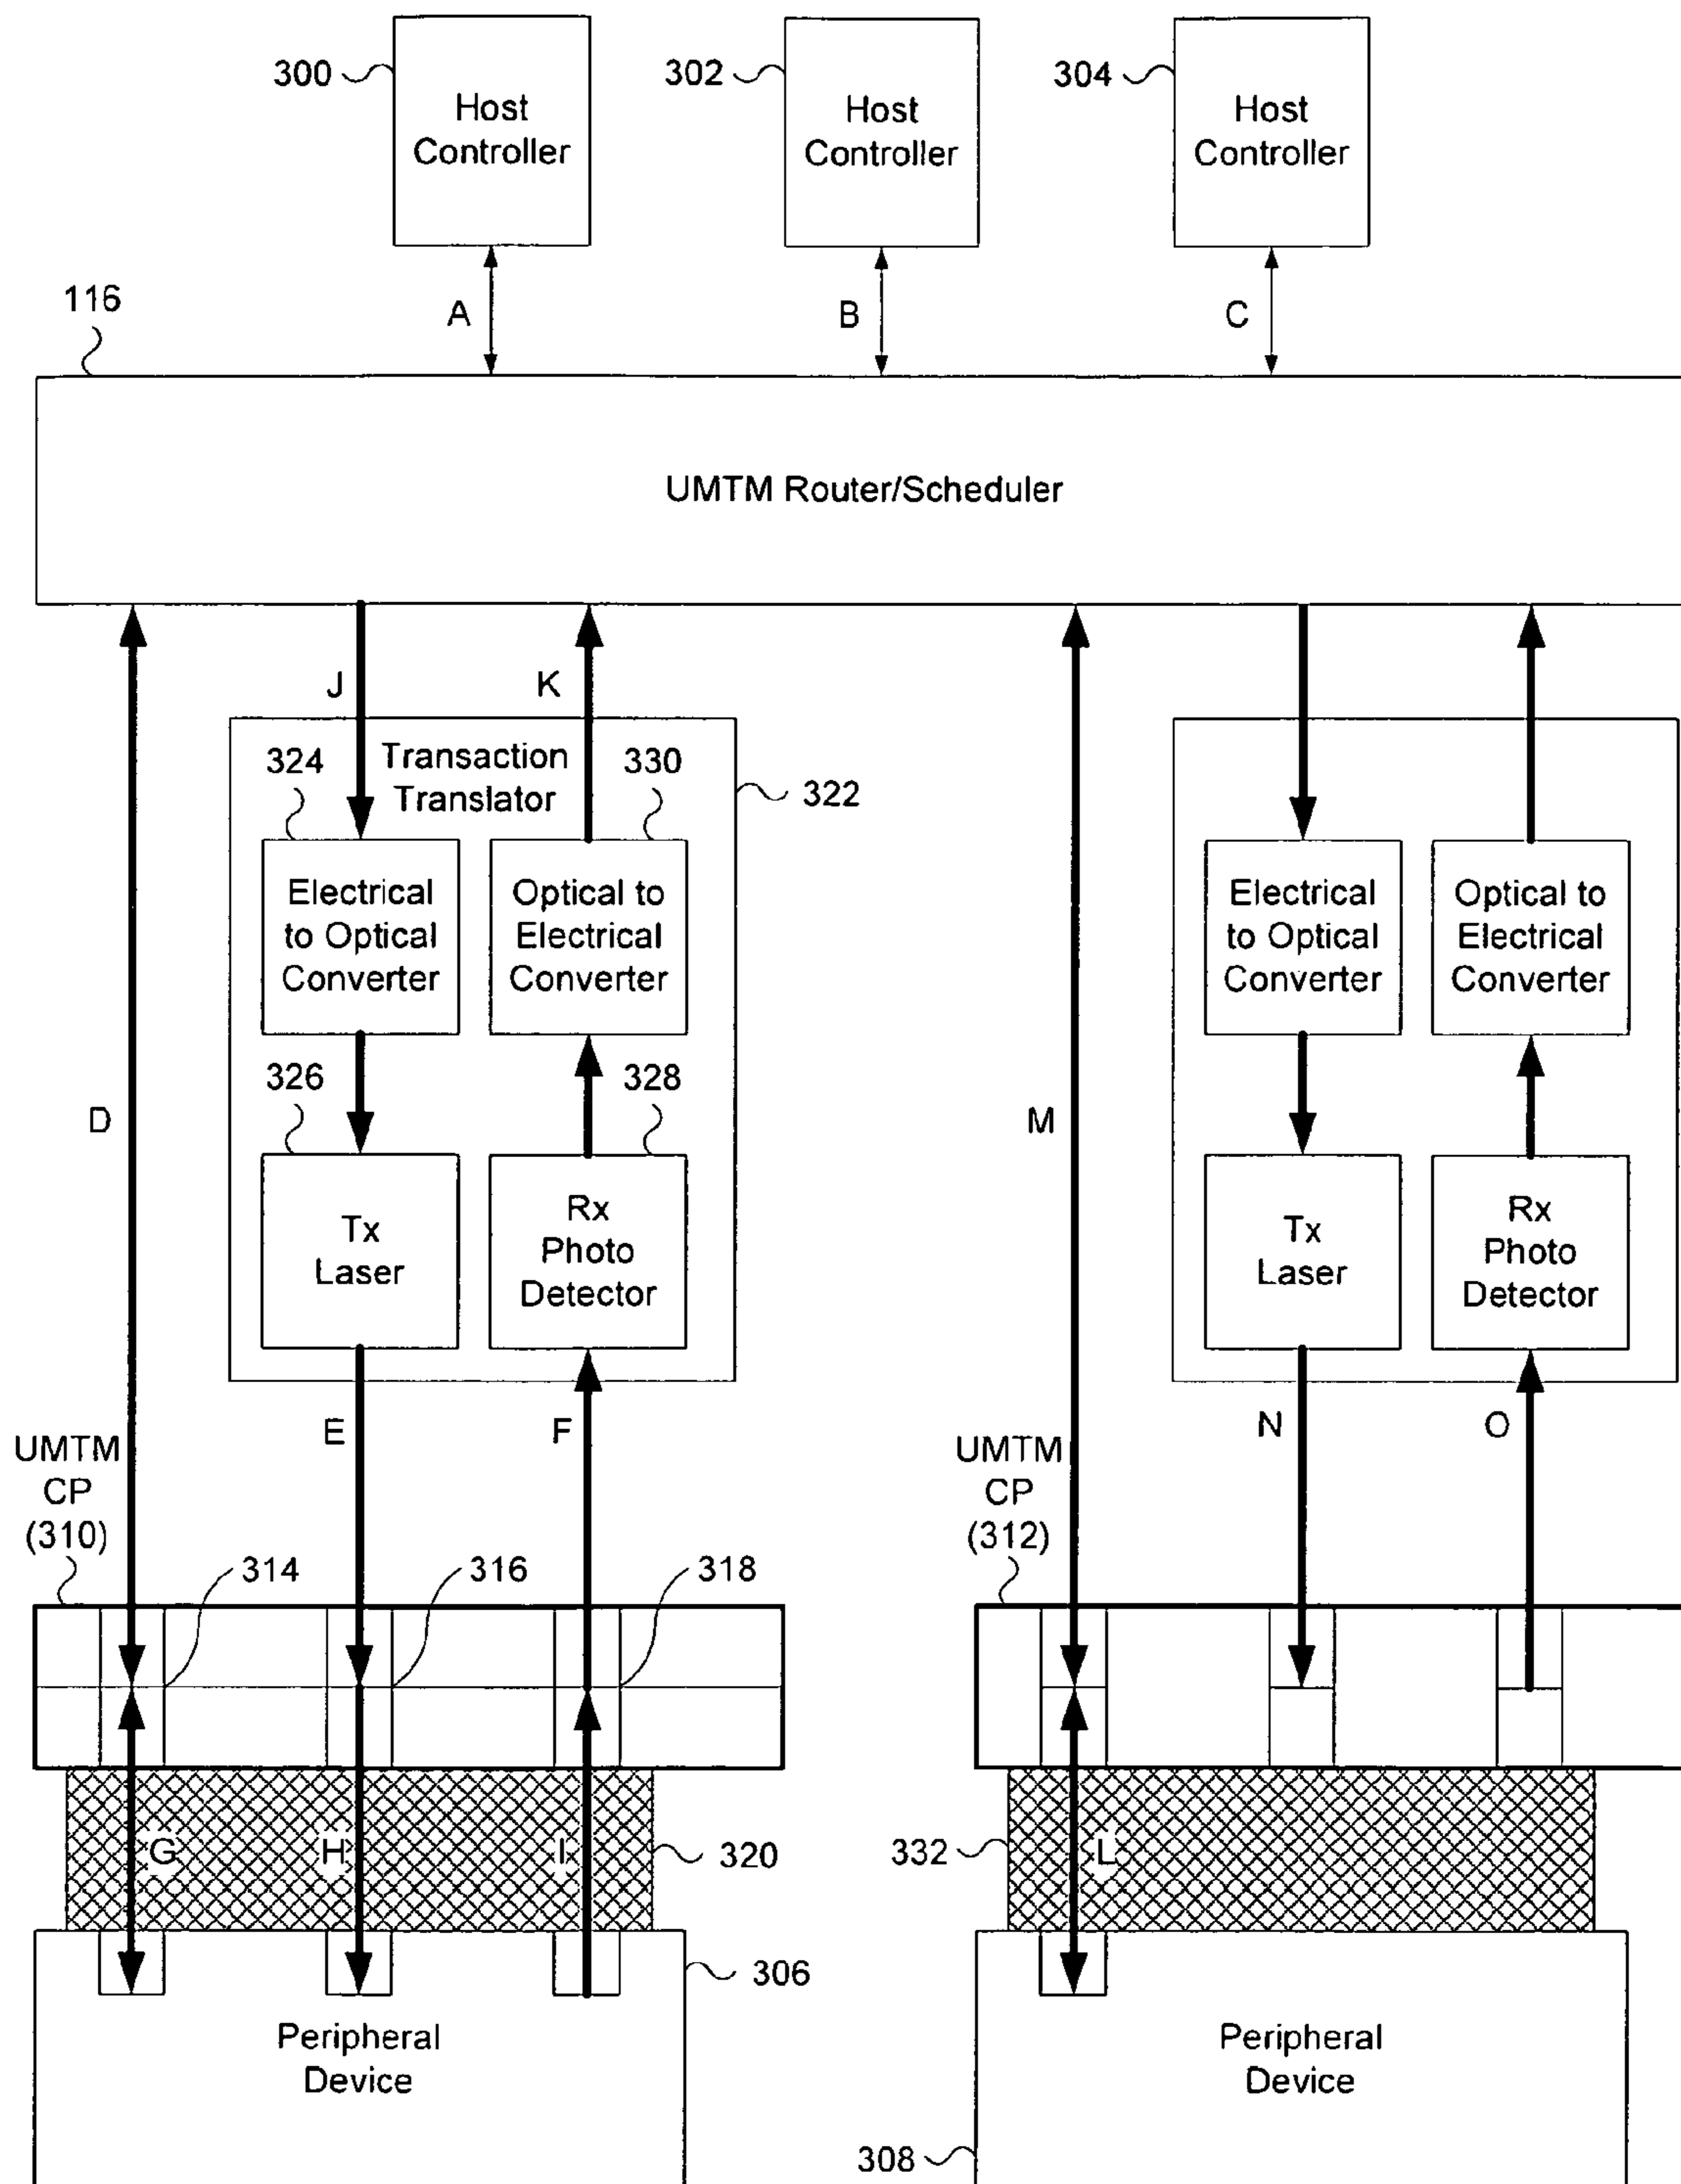 300
302
304
Host
Controller
Host
Controller
Host
Controller
116
A
B
C
UMTM Router/Scheduler
J
K
324
Transaction
Translator
330
322
Electrical
to Optical
Converter
Optical to
Electrical
Converter
Electrical
to Optical
Converter
Optical to
Electrical
Converter
326
328
D
M
Tx
Laser
Rx
Photo
Detector
Tx
Laser
Rx
Photo
Detector
E
F
N
O
UMTM
CP
(310)
UMTM
CP
(312)
314
316
318
G
H
I
320
332
L
306
Peripheral
Device
Peripheral
Device
308